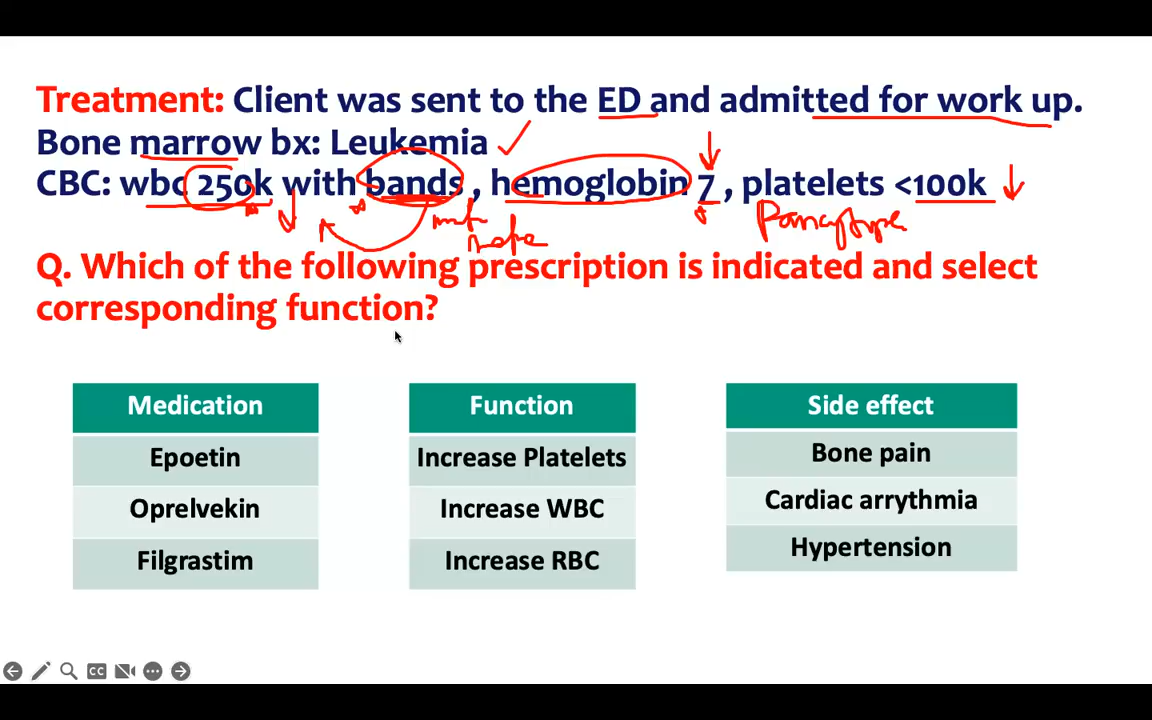 Treatment: Client was sent to the ED and admitted for work up.
Bone marrow bx: Leukemia ✓
CBC: wbc 250k with bands , hemoglobin 7 , platelets <100k
Q. Which of the following prescription is indicated and select
corresponding function?
Medication
Epoetin
Oprelvekin
Filgrastim
Function
Increase Platelets
Increase WBC
Increase RBC
Side effect
Bone pain
Cardiac arrythmia
Hypertension
CC